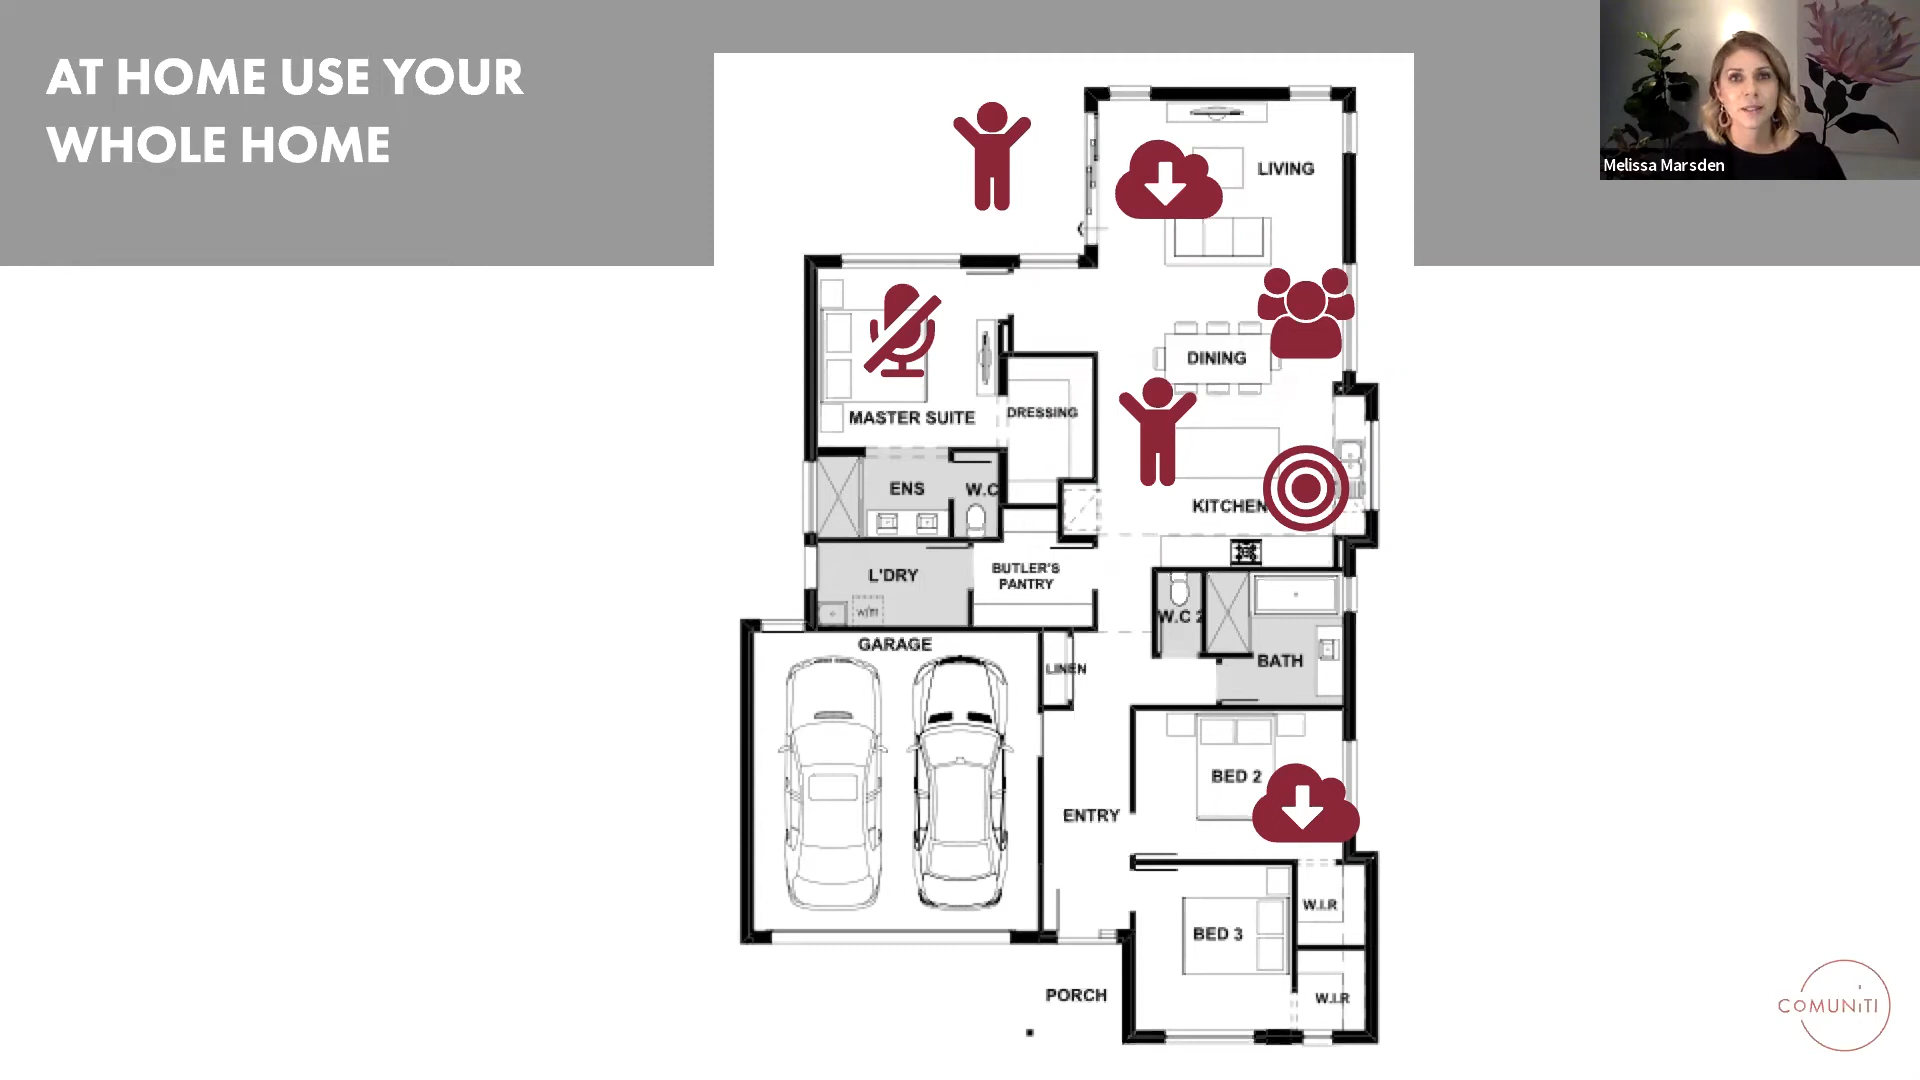 AT HOME USE YOUR
WHOLE HOME
Melissa Marsden
LIVING
DINING
MASTER SUITE
DRESSING
ENS
W.C
KITCHEN
L'DRY
BUTLER'S
PANTRY
W.C 2
GARAGE
LINEN
BATH
BED 2
ENTRY
W.I.R
BED 3
PORCH
W.I.R
COMUNiTI